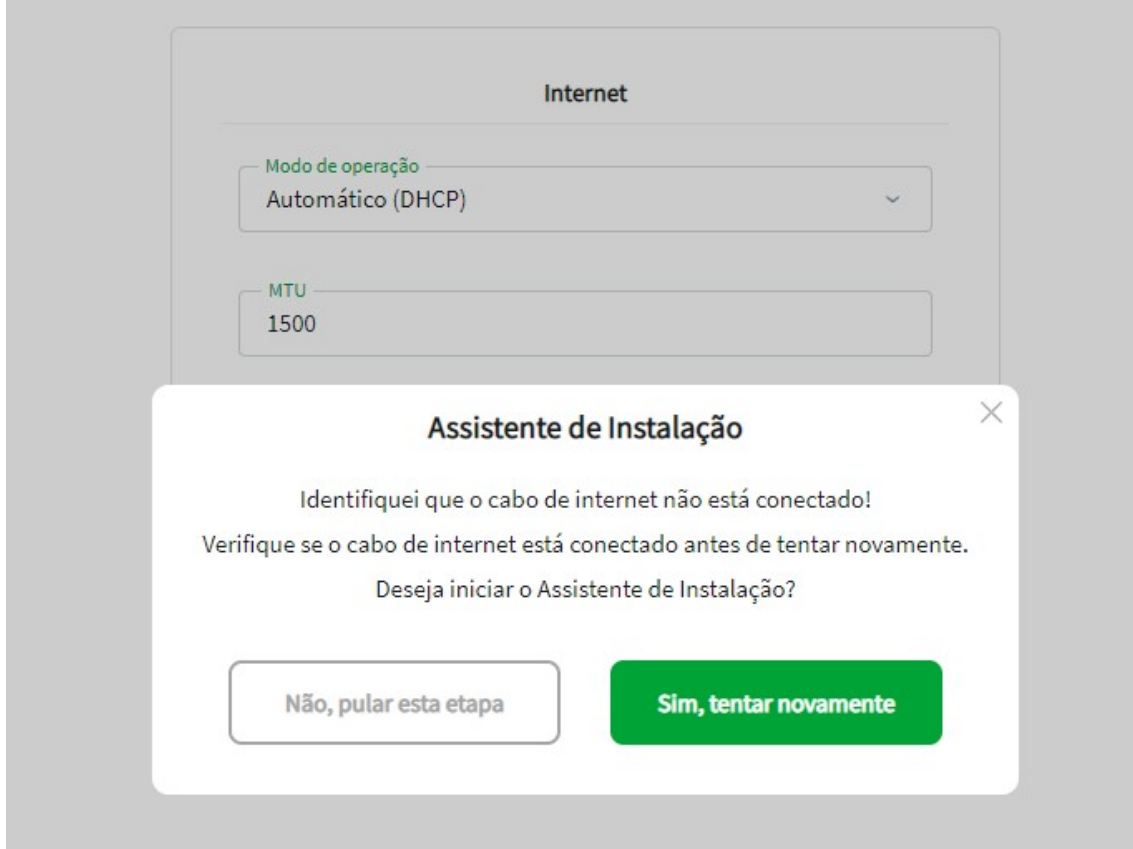 Internet
Modo de operação
Automático (DHCP)
MTU
1500
Assistente de Instalação
Identifiquei que o cabo de internet não está conectado!
Verifique se o cabo de internet está conectado antes de tentar novamente.
Deseja iniciar o Assistente de Instalação?
Não, pular esta etapa
Sim, tentar novamente